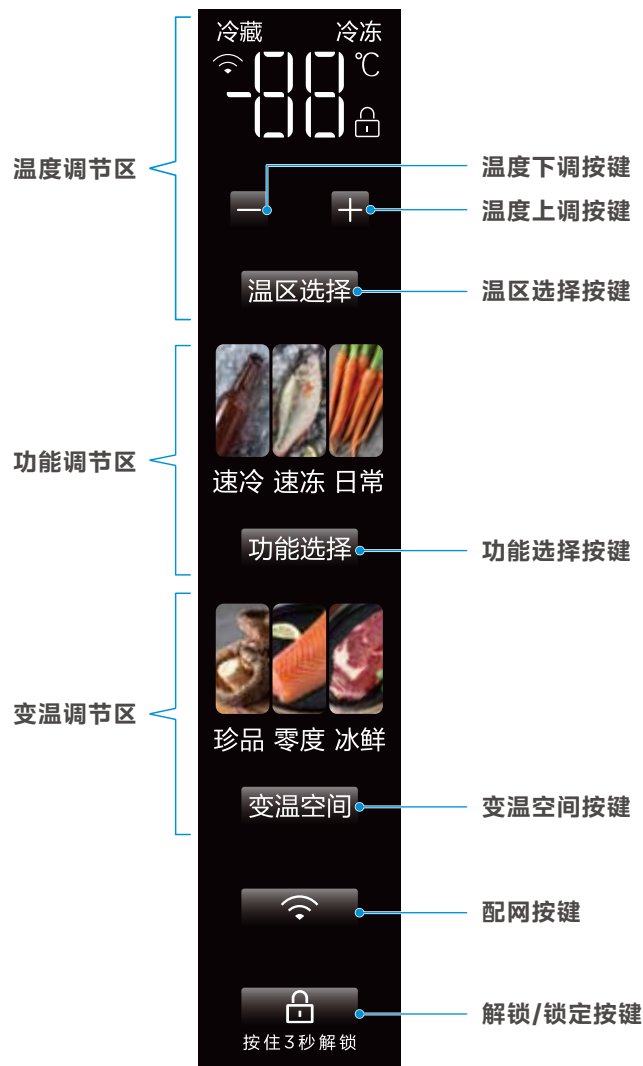 冷藏 冷冻
-88 ℃
温度调节区
温度下调按键
− +
温度上调按键
温区选择
温区选择按键
功能调节区
速冷 速冻 日常
功能选择
功能选择按键
变温调节区
珍品 零度 冰鲜
变温空间
变温空间按键
配网按键
解锁/锁定按键
按住3秒解锁